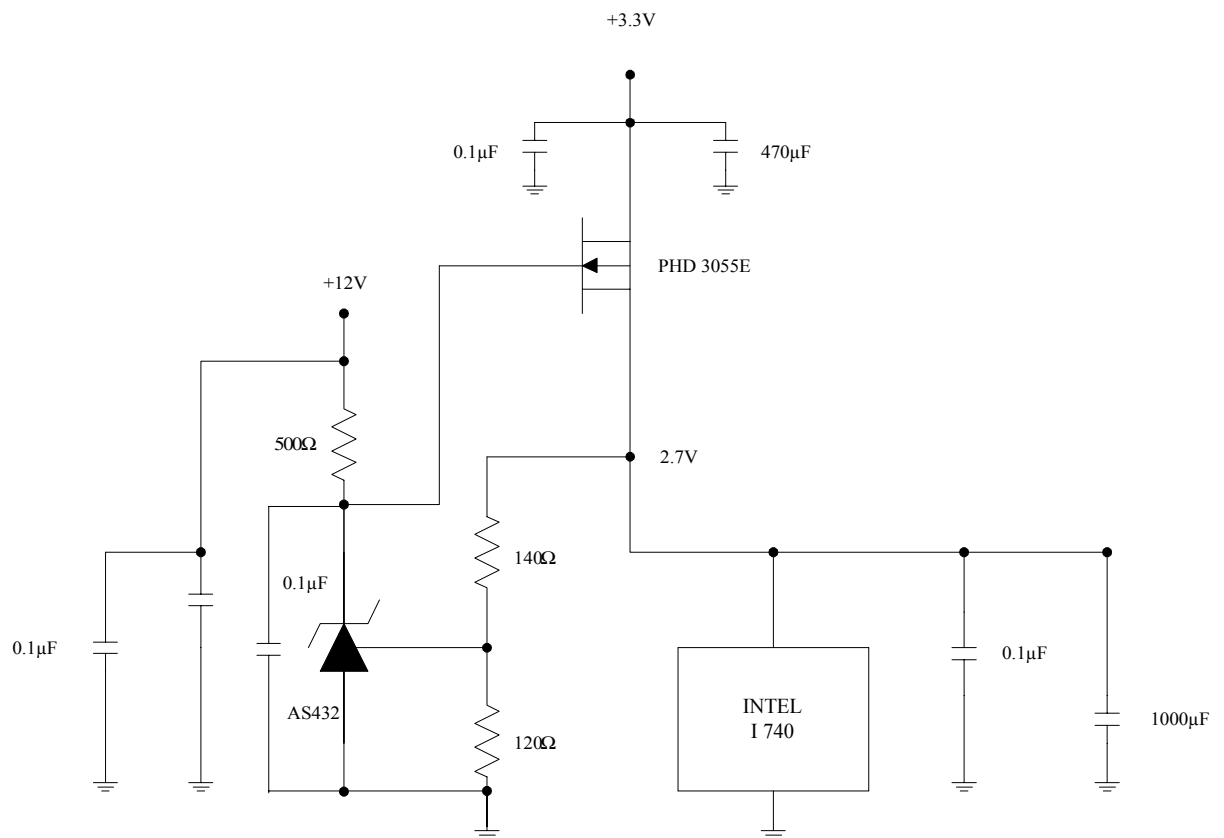 +3.3V
0.1µF
470µF
PHD 3055E
+12V
500Ω
2.7V
140Ω
0.1µF
0.1µF
0.1µF
AS432
INTEL
I 740
120Ω
1000µF